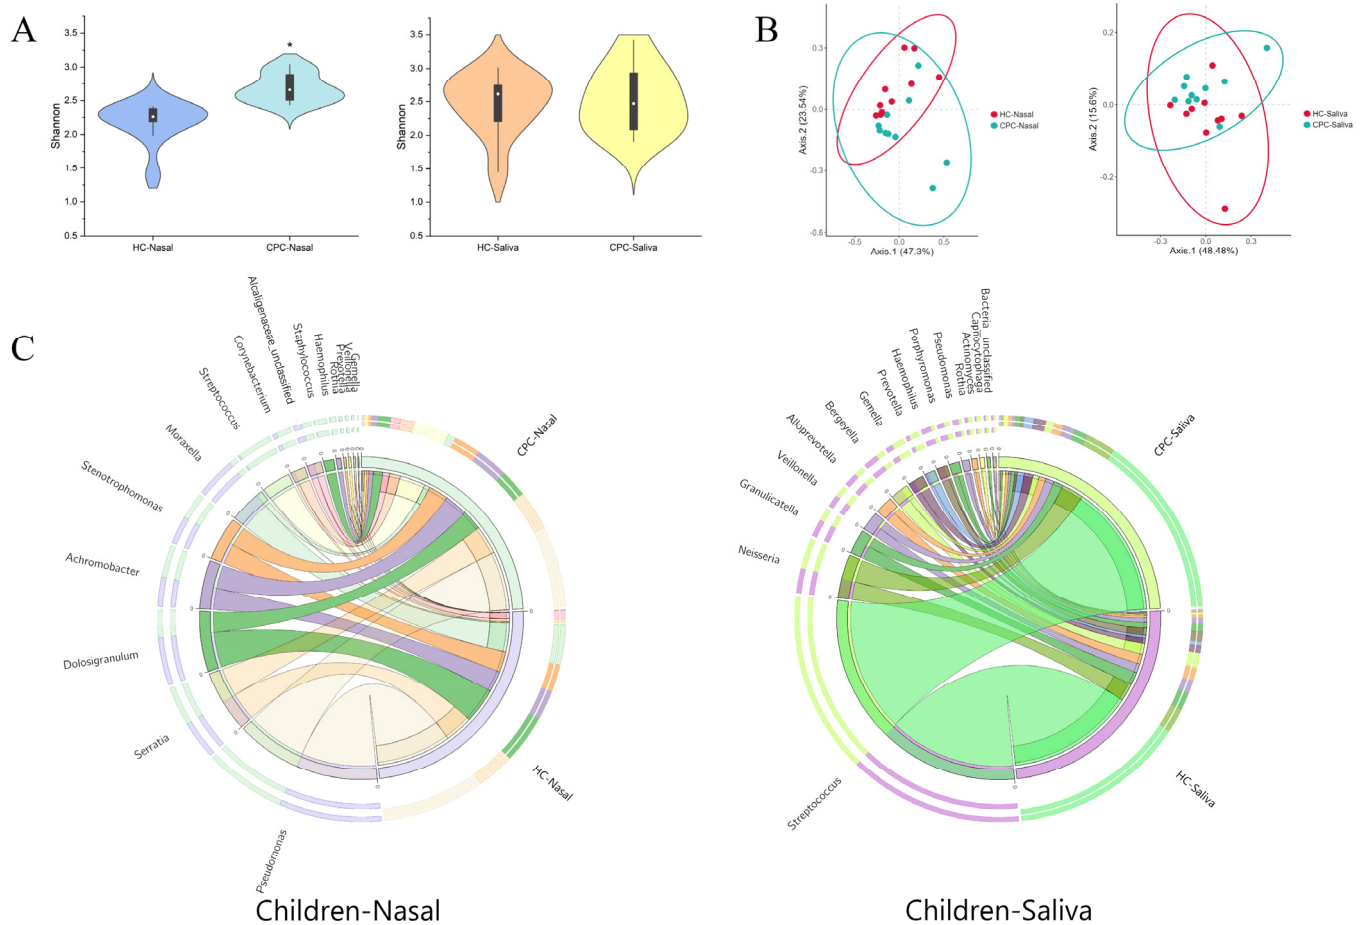 A
3.5
3.0
2.5
2.0
1.5
1.0
0.5
Shannon
*
HC-Nasal
CPC-Nasal
3.5
3.0
2.5
2.0
1.5
1.0
0.5
Shannon
HC-Saliva
CPC-Saliva
B
0.3
0.0
-0.3
-0.6
Axis.2 (23.54%)
-0.5
0.0
0.5
Axis.1 (47.3%)
HC-Nasal
CPC-Nasal
0.2
0.0
-0.2
Axis.2 (15.6%)
-0.3
0.0
0.3
Axis.1 (48.48%)
HC-Saliva
CPC-Saliva
C
Gemella
Veillonella
Prevotella
Rothia
Haemophilus
Staphylococcus
Alcaligenaceae_unclassified
Corynebacterium
Streptococcus
Moraxella
Stenotrophomonas
Achromobacter
Dolosigranulum
Serratia
Pseudomonas
CPC-Nasal
HC-Nasal
Children-Nasal
Bacteria_unclassified
Capnocytophaga
Actinomyces
Rothia
Pseudomonas
Porphyromonas
Haemophilus
Prevotella
Gemella
Bergeyella
Alloprevotella
Veillonella
Granulicatella
Neisseria
Streptococcus
CPC-Saliva
HC-Saliva
Children-Saliva